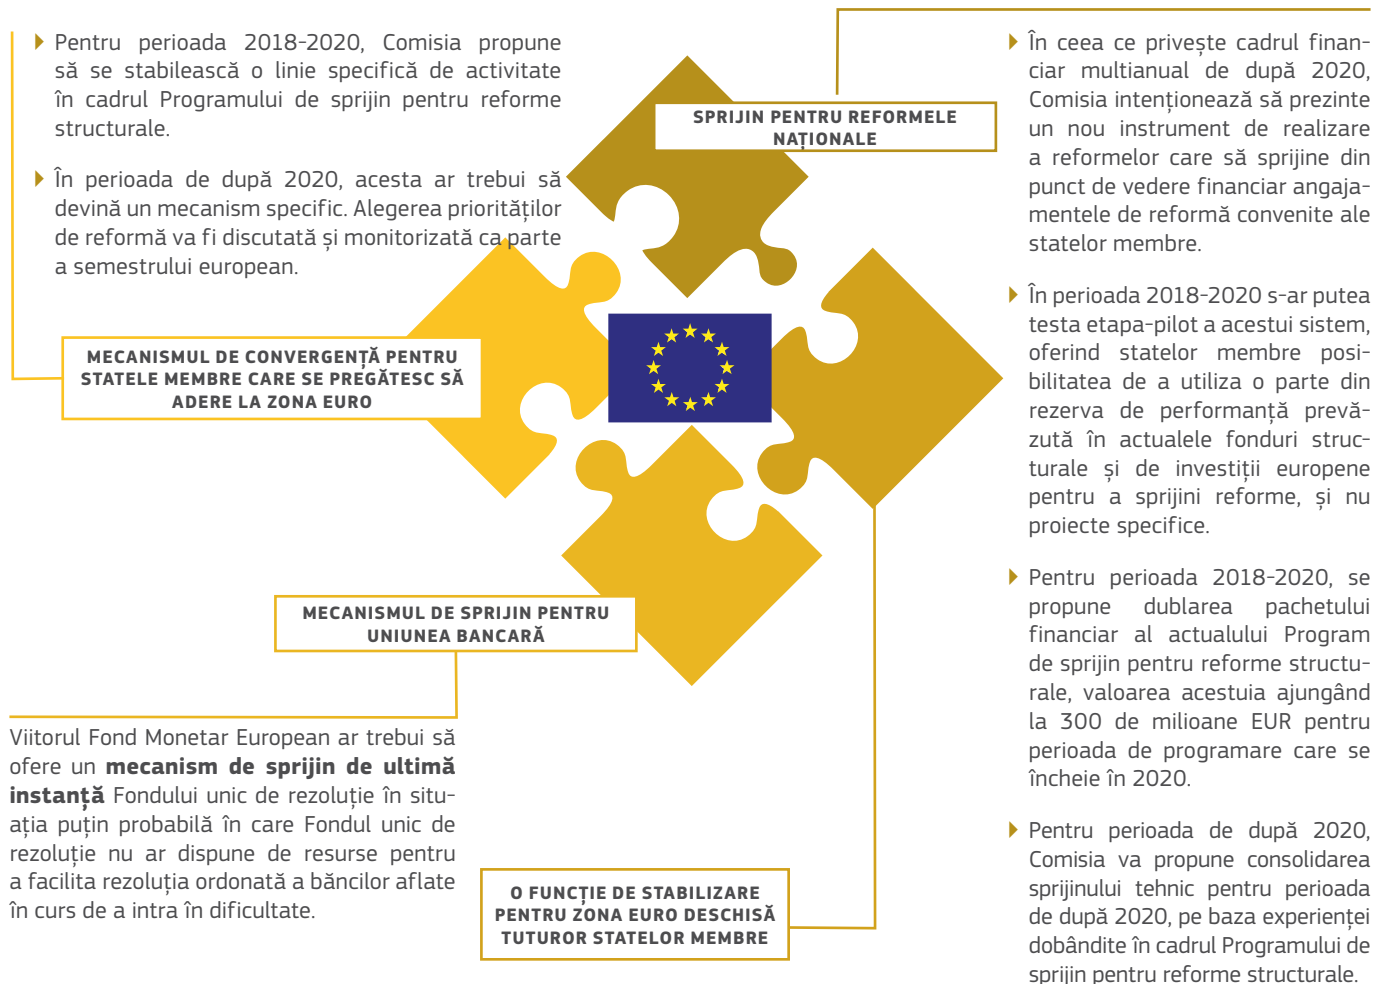 Pentru perioada 2018-2020, Comisia propune
să se stabilească o linie specifică de activitate
în cadrul Programului de sprijin pentru reforme
structurale.
În perioada de după 2020, acesta ar trebui să
devină un mecanism specific. Alegerea priorităților
de reformă va fi discutată și monitorizată ca parte
a semestrului european.
MECANISMUL DE CONVERGENȚĂ PENTRU
STATELE MEMBRE CARE SE PREGĂTESC SĂ
ADERE LA ZONA EURO
SPRIJIN PENTRU REFORMELE
NAȚIONALE
În ceea ce privește cadrul finan-
ciar multianual de după 2020,
Comisia intenționează să prezinte
un nou instrument de realizare
a reformelor care să sprijine din
punct de vedere financiar angaja-
mentele de reformă convenite ale
statelor membre.
În perioada 2018-2020 s-ar putea
testa etapa-pilot a acestui sistem,
oferind statelor membre posi-
bilitatea de a utiliza o parte din
rezerva de performanță prevă-
zută în actualele fonduri struc-
turale și de investiții europene
pentru a sprijini reforme, și nu
proiecte specifice.
Pentru perioada 2018-2020, se
propune dublarea pachetului
financiar al actualului Program
de sprijin pentru reforme structu-
rale, valoarea acestuia ajungând
la 300 de milioane EUR pentru
perioada de programare care se
încheie în 2020.
Pentru perioada de după 2020,
Comisia va propune consolidarea
sprijinului tehnic pentru perioada
de după 2020, pe baza experienței
dobândite în cadrul Programului de
sprijin pentru reforme structurale.
MECANISMUL DE SPRIJIN PENTRU
UNIUNEA BANCARĂ
Viitorul Fond Monetar European ar trebui să
ofere un mecanism de sprijin de ultimă
instanță Fondului unic de rezoluție în situ-
ația puțin probabilă în care Fondul unic de
rezoluție nu ar dispune de resurse pentru
a facilita rezoluția ordonată a băncilor aflate
în curs de a intra în dificultate.
O FUNCȚIE DE STABILIZARE
PENTRU ZONA EURO DESCHISĂ
TUTUROR STATELOR MEMBRE